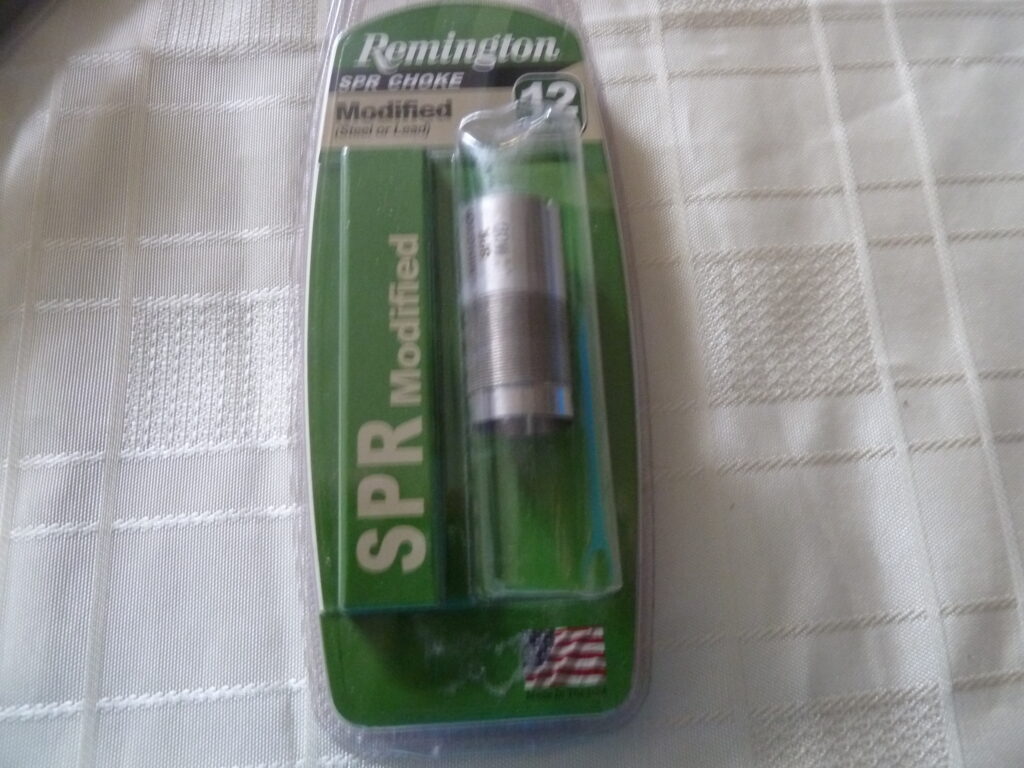 Remington
SPR CHOKE
12
Modified
(Steel or Lead)
SPR Modified